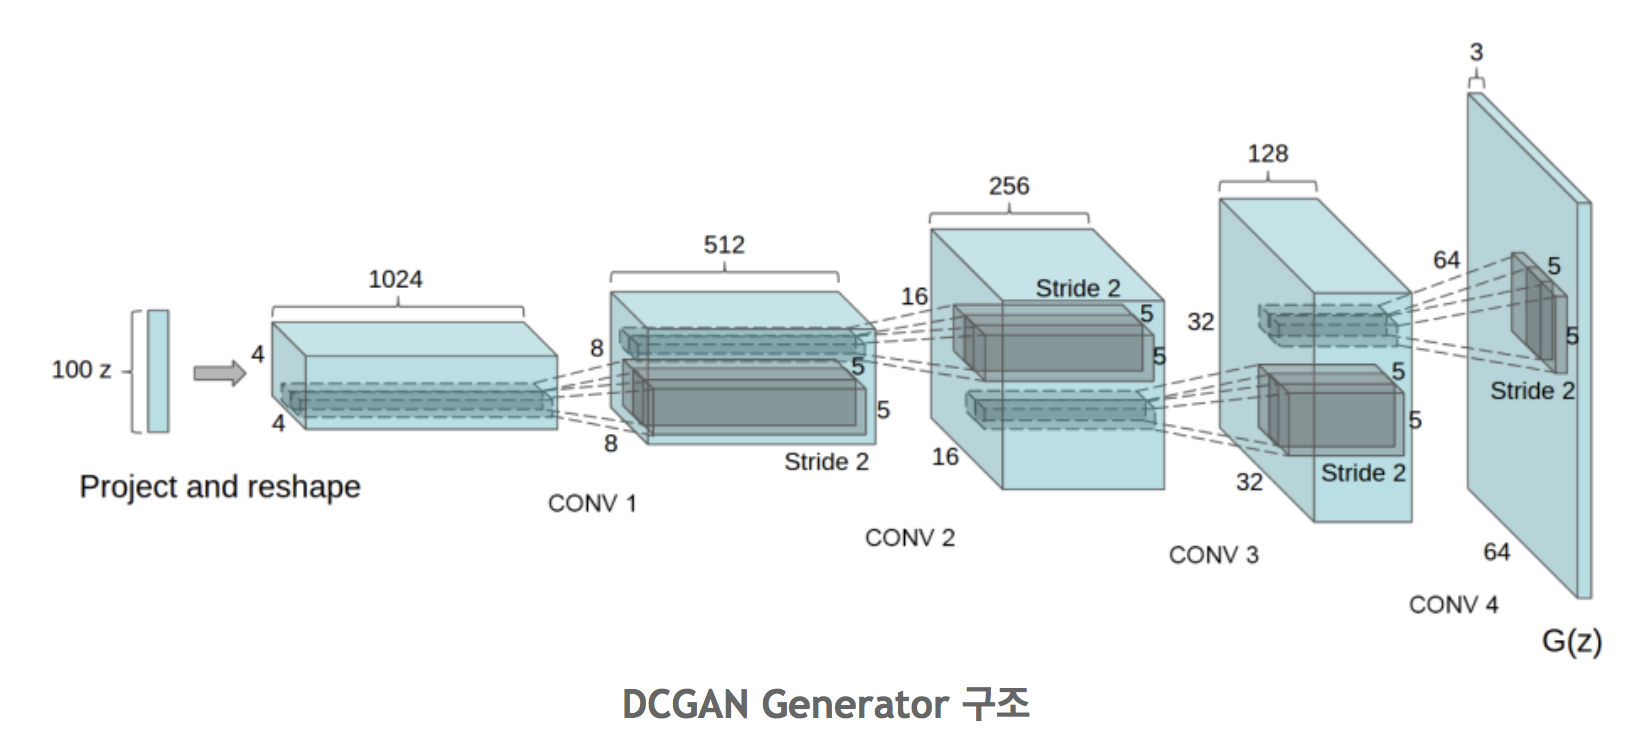 100 z
Project and reshape
1024
4
4
CONV 1
512
8
8
5
5
Stride 2
CONV 2
256
16
16
Stride 2
5
5
CONV 3
128
32
32
5
5
Stride 2
CONV 4
3
64
64
5
5
Stride 2
G(z)
DCGAN Generator 구조